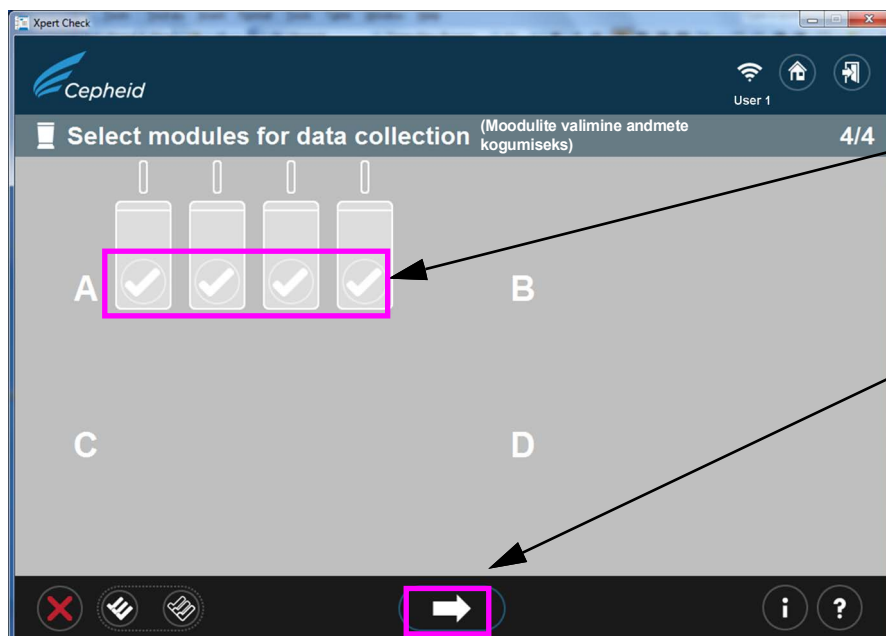 Xpert Check
Cepheid
User 1
Select modules for data collection (Moodulite valimine andmete
kogumiseks)
4/4
A
B
C
D
i
?